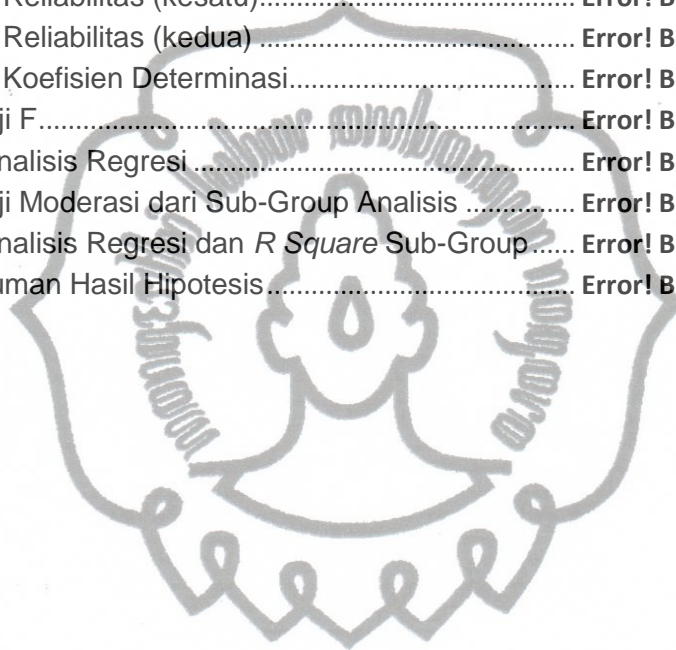 Reliabilitas (kesatu)..................................... Error! B
Reliabilitas (kedua) ..................................... Error! B
Koefisien Determinasi.................................. Error! B
ji F............................................................... Error! B
nalisis Regresi ............................................. Error! B
ji Moderasi dari Sub-Group Analisis ............. Error! B
nalisis Regresi dan R Square Sub-Group..... Error! B
uman Hasil Hipotesis.................................... Error! B